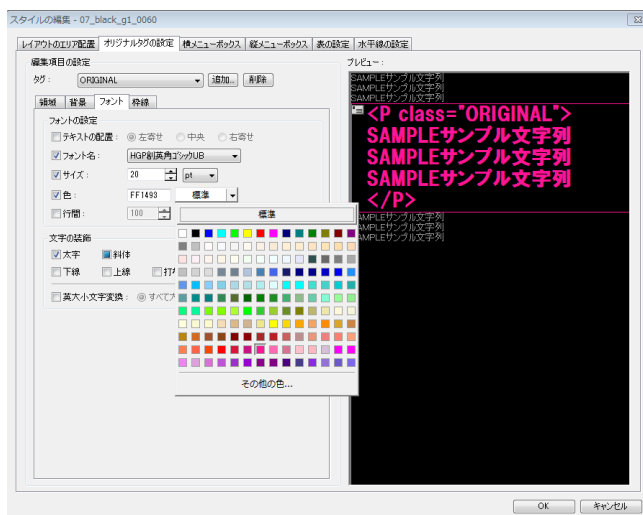 スタイルの編集 - 07_black_g1_0060
レイアウトのエリア配置 オリジナルタグの設定 横メニューボックス 縦メニューボックス 表の設定 水平線の設定
編集項目の設定
タグ: ORIGINAL 追加... 削除
領域 背景 フォント 枠線
フォントの設定
テキストの配置: 左寄せ 中央 右寄せ
フォント名: HGP創英角ゴシックUB
サイズ: 20 pt
色: FF1493 標準
行間: 100
標準
文字の装飾
太字 斜体
下線 上線
英大小文字変換: すべて
その他の色...
プレビュー:
SAMPLEサンプル文字列
SAMPLEサンプル文字列
SAMPLEサンプル文字列
<P class="ORIGINAL">
SAMPLEサンプル文字列
SAMPLEサンプル文字列
SAMPLEサンプル文字列
</P>
SAMPLEサンプル文字列
SAMPLEサンプル文字列
SAMPLEサンプル文字列
OK キャンセル